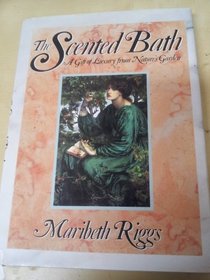 The
Scented Bath
A Gift of Luxury from Nature's Garden
Maribeth Riggs